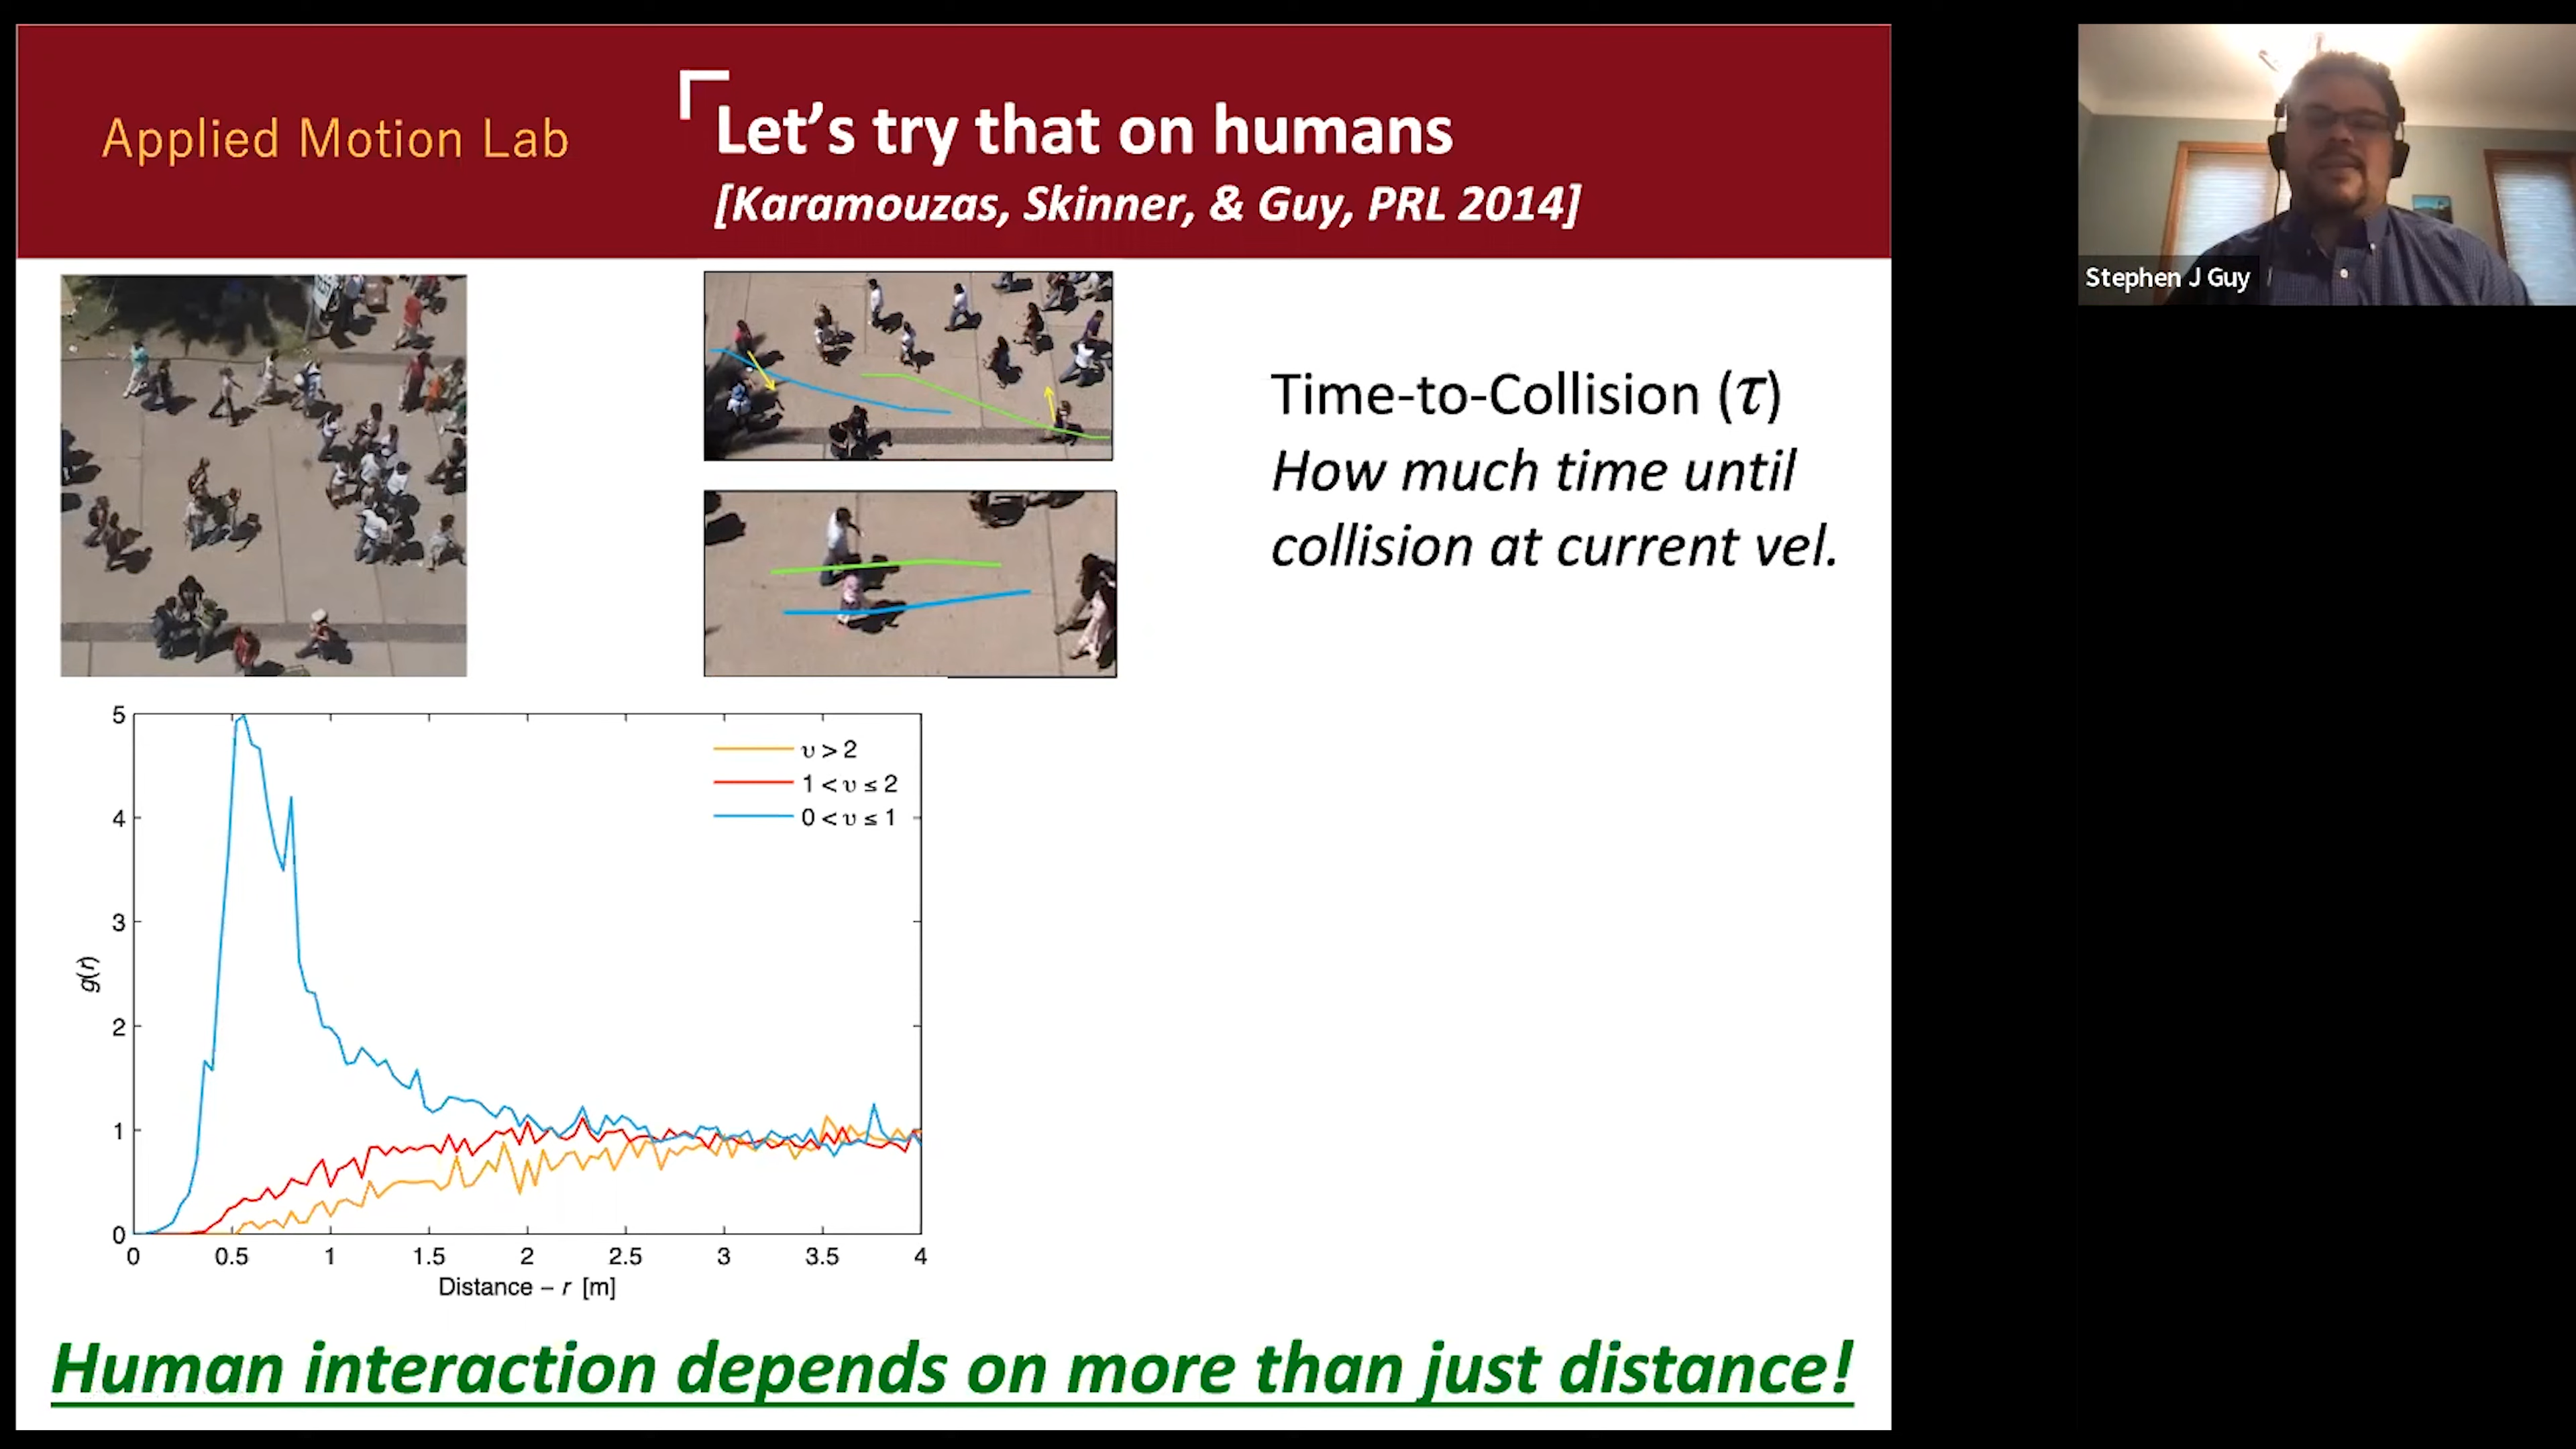 Applied Motion Lab
Let's try that on humans
[Karamouzas, Skinner, & Guy, PRL 2014]
Stephen J Guy
Time-to-Collision (τ)
How much time until
collision at current vel.
5
4
3
2
1
0
g(r)
υ > 2
1 < υ ≤ 2
0 < υ ≤ 1
0 0.5 1 1.5 2 2.5 3 3.5 4
Distance – r [m]
Human interaction depends on more than just distance!